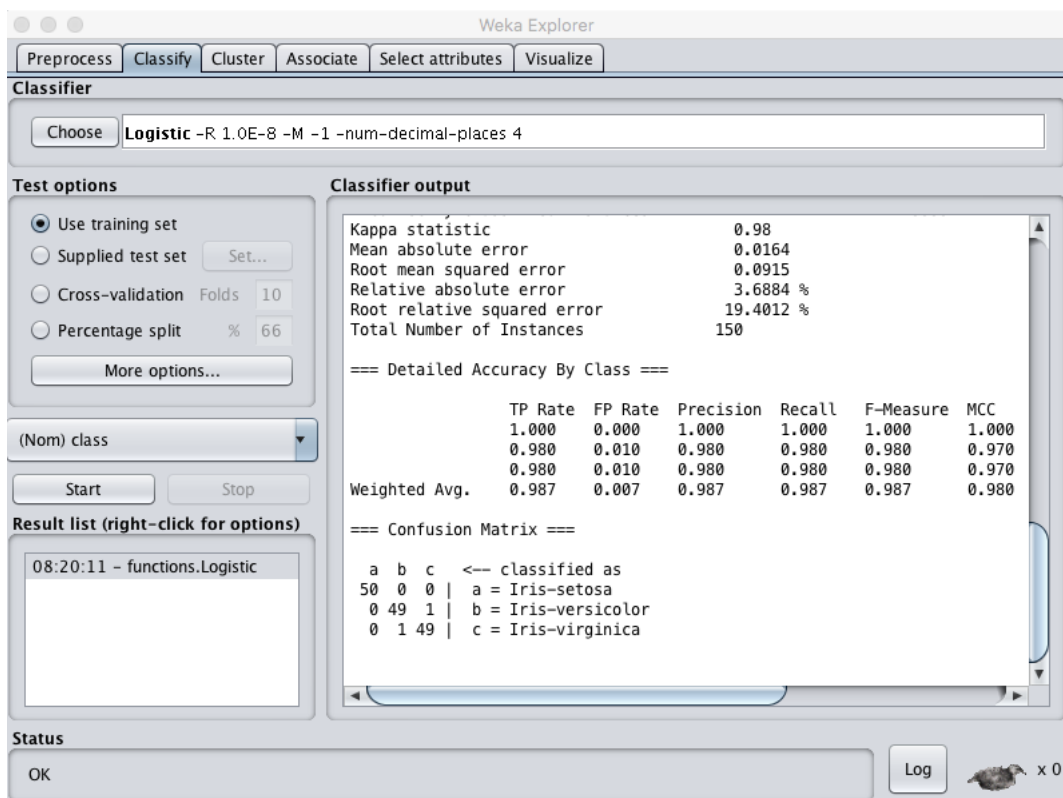 Weka Explorer
Preprocess Classify Cluster Associate Select attributes Visualize
Classifier
Choose Logistic -R 1.0E-8 -M -1 -num-decimal-places 4
Test options
Use training set
Supplied test set Set...
Cross-validation Folds 10
Percentage split % 66
More options...
(Nom) class
Start Stop
Result list (right-click for options)
08:20:11 - functions.Logistic
Classifier output
Kappa statistic 0.98
Mean absolute error 0.0164
Root mean squared error 0.0915
Relative absolute error 3.6884 %
Root relative squared error 19.4012 %
Total Number of Instances 150
=== Detailed Accuracy By Class ===
TP Rate FP Rate Precision Recall F-Measure MCC
1.000 0.000 1.000 1.000 1.000 1.000
0.980 0.010 0.980 0.980 0.980 0.970
0.980 0.010 0.980 0.980 0.980 0.970
Weighted Avg. 0.987 0.007 0.987 0.987 0.987 0.980
=== Confusion Matrix ===
a b c <-- classified as
50 0 0 | a = Iris-setosa
0 49 1 | b = Iris-versicolor
0 1 49 | c = Iris-virginica
Status
OK
Log x 0